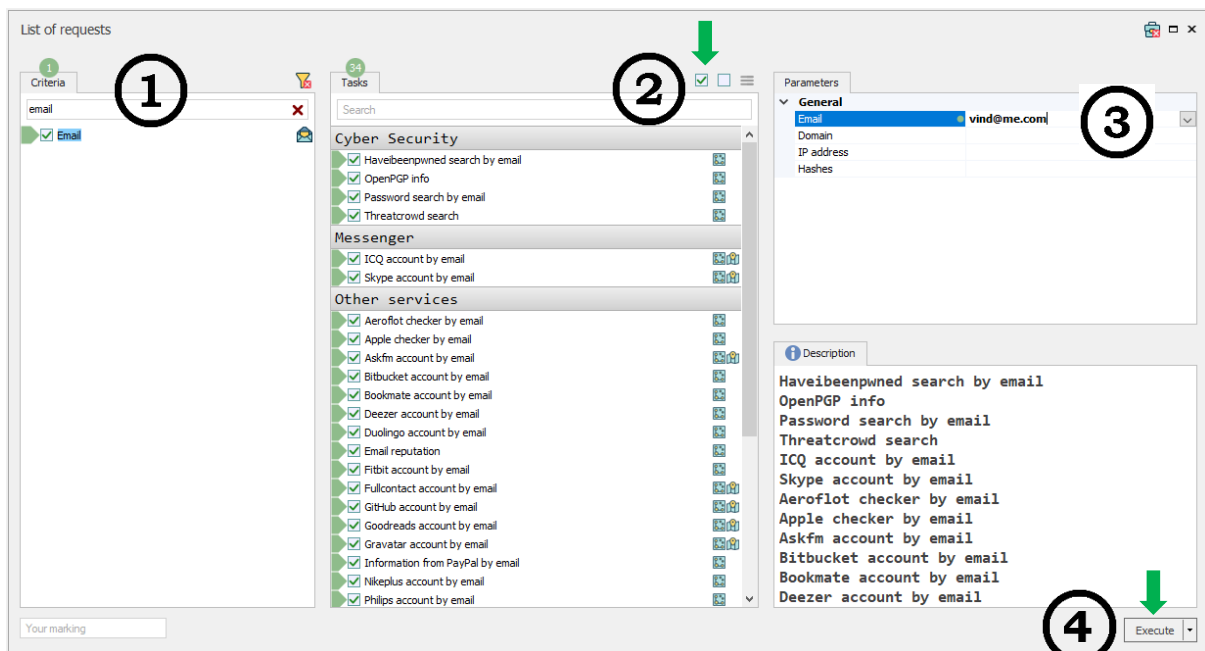 List of requests
1
Criteria
1
email
Email
34
Tasks
2
Search
Cyber Security
Haveibeenpwned search by email
OpenPGP info
Password search by email
Threatcrowd search
Messenger
ICQ account by email
Skype account by email
Other services
Aeroflot checker by email
Apple checker by email
Askfm account by email
Bitbucket account by email
Bookmate account by email
Deezer account by email
Duolingo account by email
Email reputation
Fitbit account by email
Fullcontact account by email
GitHub account by email
Goodreads account by email
Gravatar account by email
Information from PayPal by email
Nikeplus account by email
Philips account by email
Parameters
General
Email vind@me.com
3
Domain
IP address
Hashes
Description
Haveibeenpwned search by email
OpenPGP info
Password search by email
Threatcrowd search
ICQ account by email
Skype account by email
Aeroflot checker by email
Apple checker by email
Askfm account by email
Bitbucket account by email
Bookmate account by email
Deezer account by email
Your marking
4
Execute